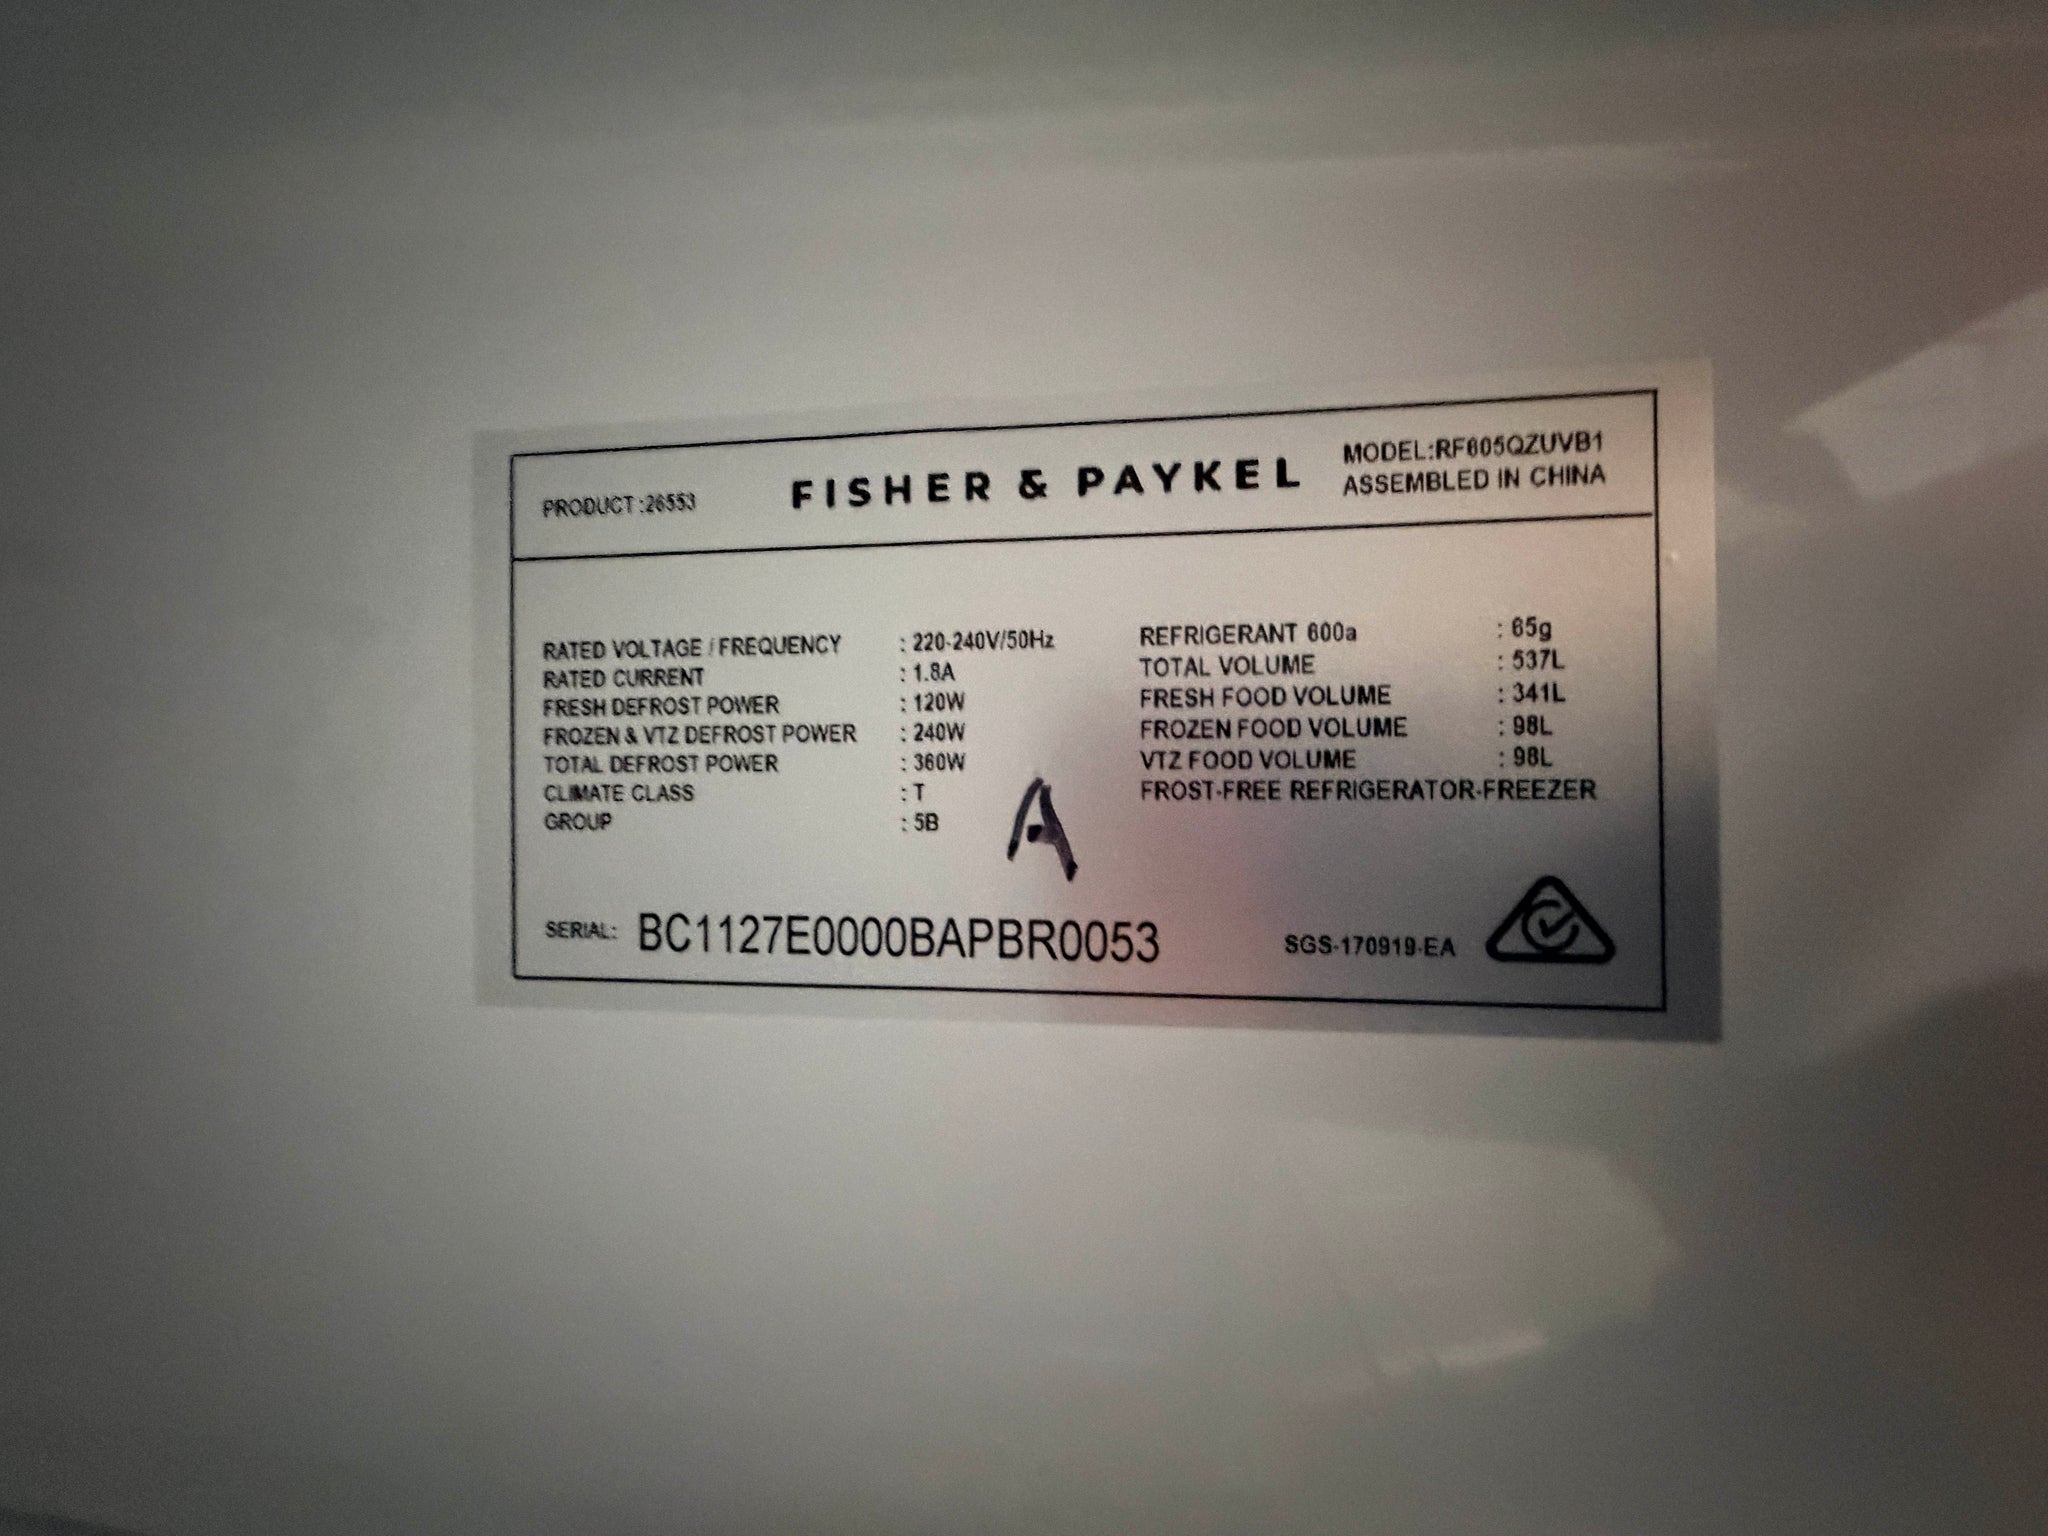 PRODUCT :26553
FISHER & PAYKEL
MODEL:RF605QZUVB1
ASSEMBLED IN CHINA
RATED VOLTAGE / FREQUENCY : 220-240V/50Hz
RATED CURRENT : 1.8A
FRESH DEFROST POWER : 120W
FROZEN & VTZ DEFROST POWER : 240W
TOTAL DEFROST POWER : 360W
CLIMATE CLASS : T
GROUP : 5B
REFRIGERANT 600a : 65g
TOTAL VOLUME : 537L
FRESH FOOD VOLUME : 341L
FROZEN FOOD VOLUME : 98L
VTZ FOOD VOLUME : 98L
FROST-FREE REFRIGERATOR-FREEZER
A
SERIAL: BC1127E0000BAPBR0053
SGS-170919-EA